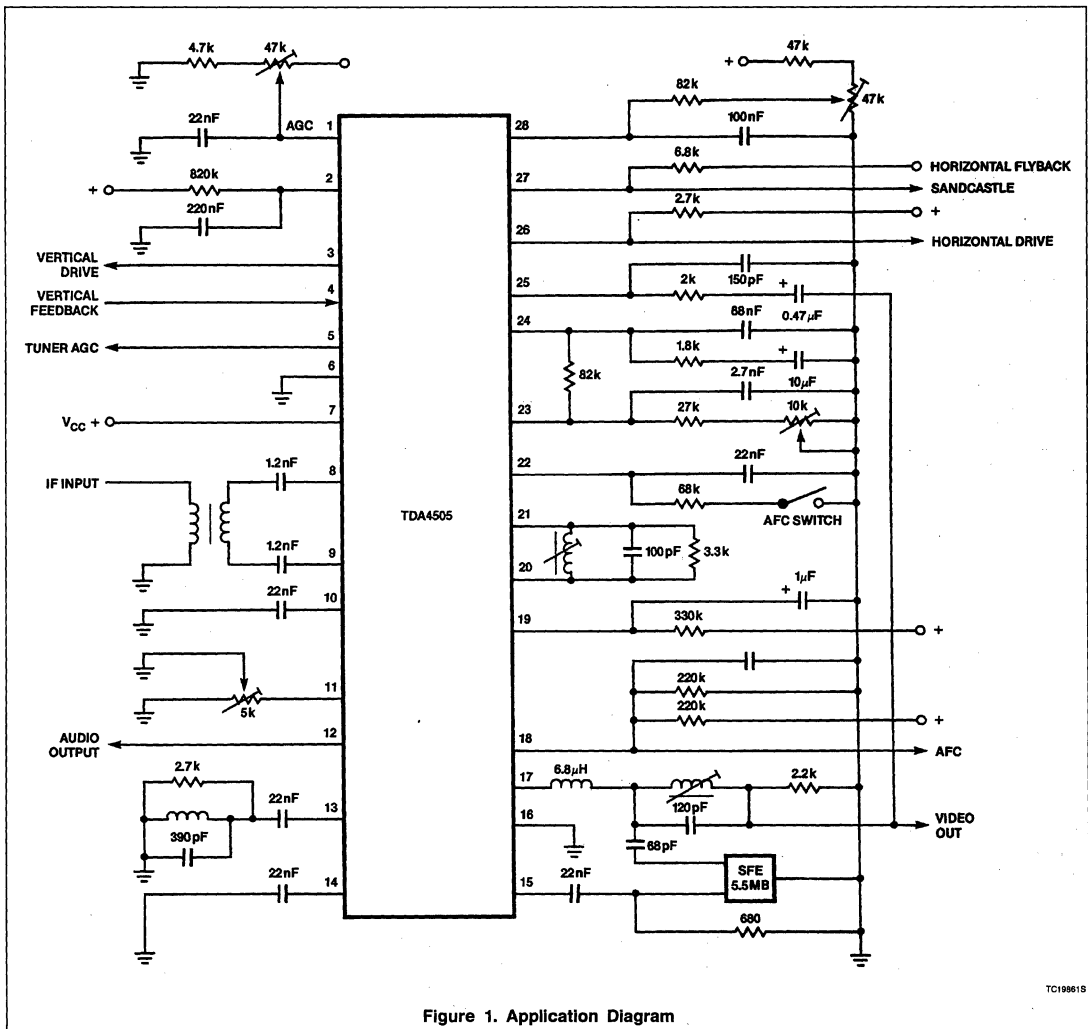 4.7k
47k
22nF
AGC
1
820k
+
2
220nF
VERTICAL
DRIVE
3
VERTICAL
FEEDBACK
4
TUNER AGC
5
6
VCC +
7
1.2nF
IF INPUT
8
1.2nF
9
22nF
10
11
5k
AUDIO
OUTPUT
12
2.7k
22nF
13
390pF
22nF
14
TDA4505
47k
+
82k
47k
28
100nF
6.8k
HORIZONTAL FLYBACK
27
SANDCASTLE
2.7k
+
26
HORIZONTAL DRIVE
150pF
25
2k
+
0.47μF
24
68nF
1.8k
+
10μF
82k
2.7nF
23
27k
10k
22
22nF
68k
AFC SWITCH
21
100pF
3.3k
20
+
1μF
19
330k
+
220k
220k
+
18
AFC
17
6.8μH
2.2k
120pF
VIDEO
OUT
16
68pF
SFE
5.5MB
22nF
15
680
TC19861S
Figure 1. Application Diagram